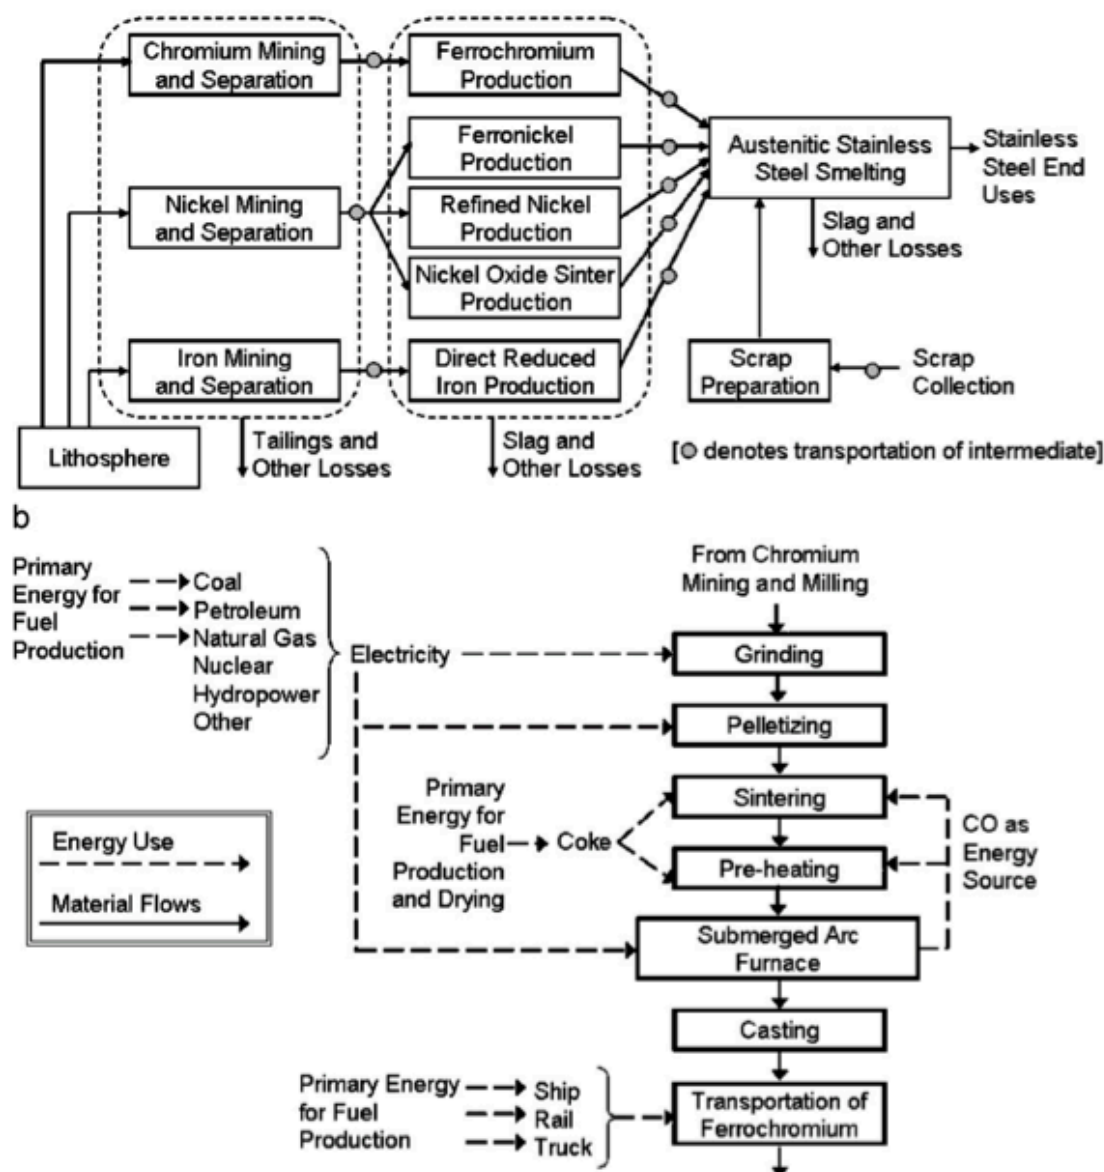 Chromium Mining
and Separation
Ferrochromium
Production
Ferronickel
Production
Austenitic Stainless
Steel Smelting
Stainless
Steel End
Uses
Nickel Mining
and Separation
Refined Nickel
Production
Slag and
Other Losses
Nickel Oxide Sinter
Production
Iron Mining
and Separation
Direct Reduced
Iron Production
Scrap
Preparation
Scrap
Collection
Lithosphere
Tailings and
Other Losses
Slag and
Other Losses
[ denotes transportation of intermediate]
b
Primary
Energy for
Fuel
Production
Coal
Petroleum
Natural Gas
Nuclear
Hydropower
Other
Electricity
From Chromium
Mining and Milling
Grinding
Pelletizing
Primary
Energy for
Fuel
Production
and Drying
Coke
Sintering
Pre-heating
CO as
Energy
Source
Energy Use
Material Flows
Submerged Arc
Furnace
Casting
Primary Energy
for Fuel
Production
Ship
Rail
Truck
Transportation of
Ferrochromium